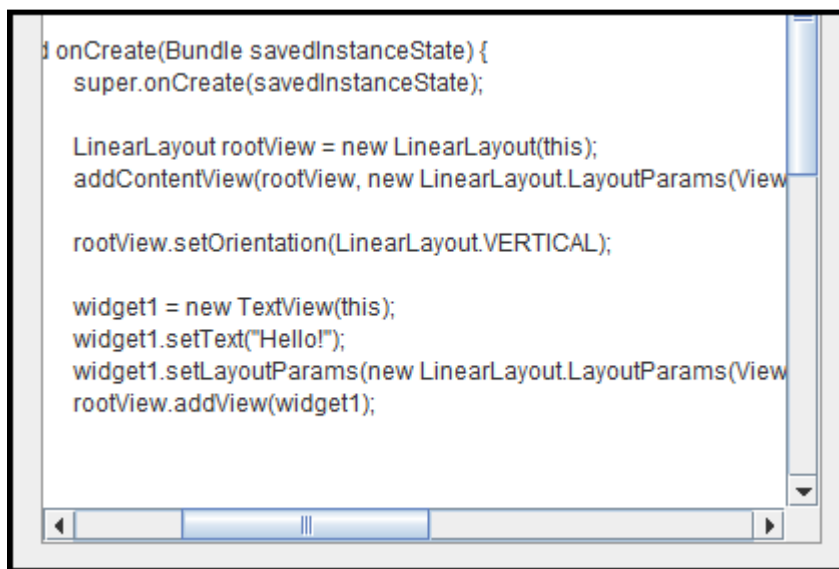 d onCreate(Bundle savedInstanceState) {
super.onCreate(savedInstanceState);
LinearLayout rootView = new LinearLayout(this);
addContentView(rootView, new LinearLayout.LayoutParams(View
rootView.setOrientation(LinearLayout.VERTICAL);
widget1 = new TextView(this);
widget1.setText("Hello!");
widget1.setLayoutParams(new LinearLayout.LayoutParams(View
rootView.addView(widget1);